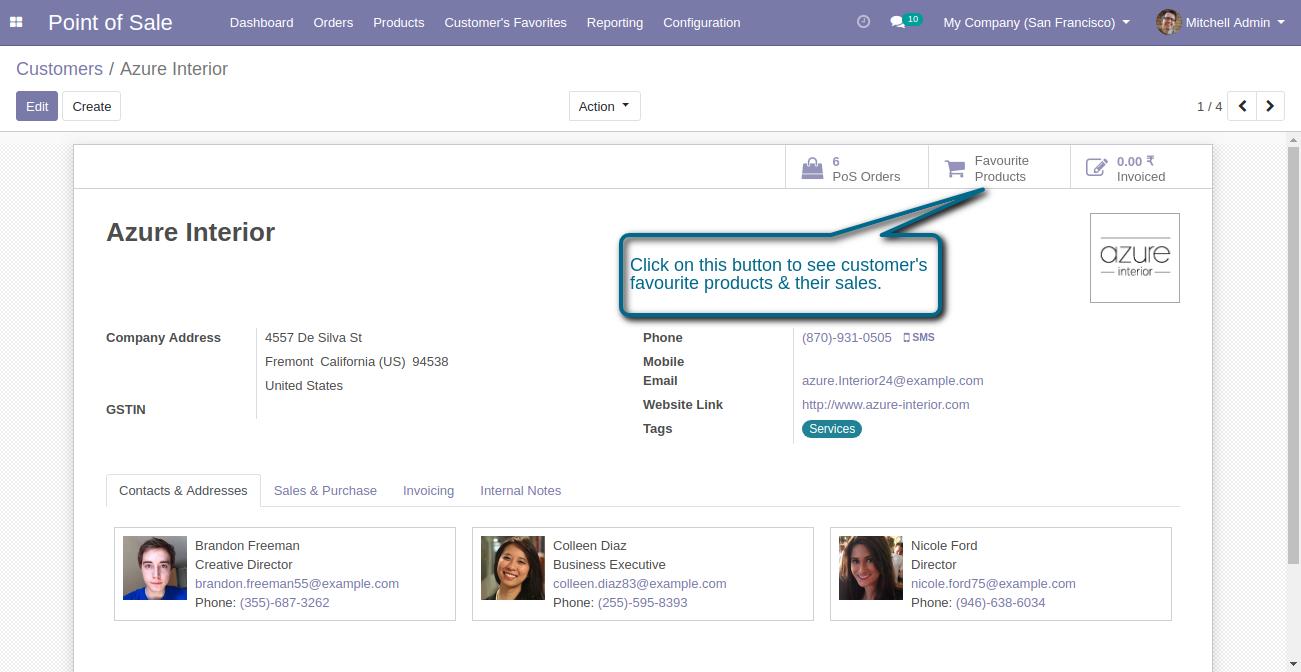 Point of Sale Dashboard Orders Products Customer's Favorites Reporting Configuration 10 My Company (San Francisco) Mitchell Admin
Customers / Azure Interior
Edit Create Action 1 / 4
6
PoS Orders
Favourite
Products
0.00 ₹
Invoiced
Azure Interior
azure
interior
Click on this button to see customer's
favourite products & their sales.
Company Address 4557 De Silva St
Fremont California (US) 94538
United States
GSTIN
Phone (870)-931-0505 SMS
Mobile
Email azure.Interior24@example.com
Website Link http://www.azure-interior.com
Tags Services
Contacts & Addresses Sales & Purchase Invoicing Internal Notes
Brandon Freeman
Creative Director
brandon.freeman55@example.com
Phone: (355)-687-3262
Colleen Diaz
Business Executive
colleen.diaz83@example.com
Phone: (255)-595-8393
Nicole Ford
Director
nicole.ford75@example.com
Phone: (946)-638-6034